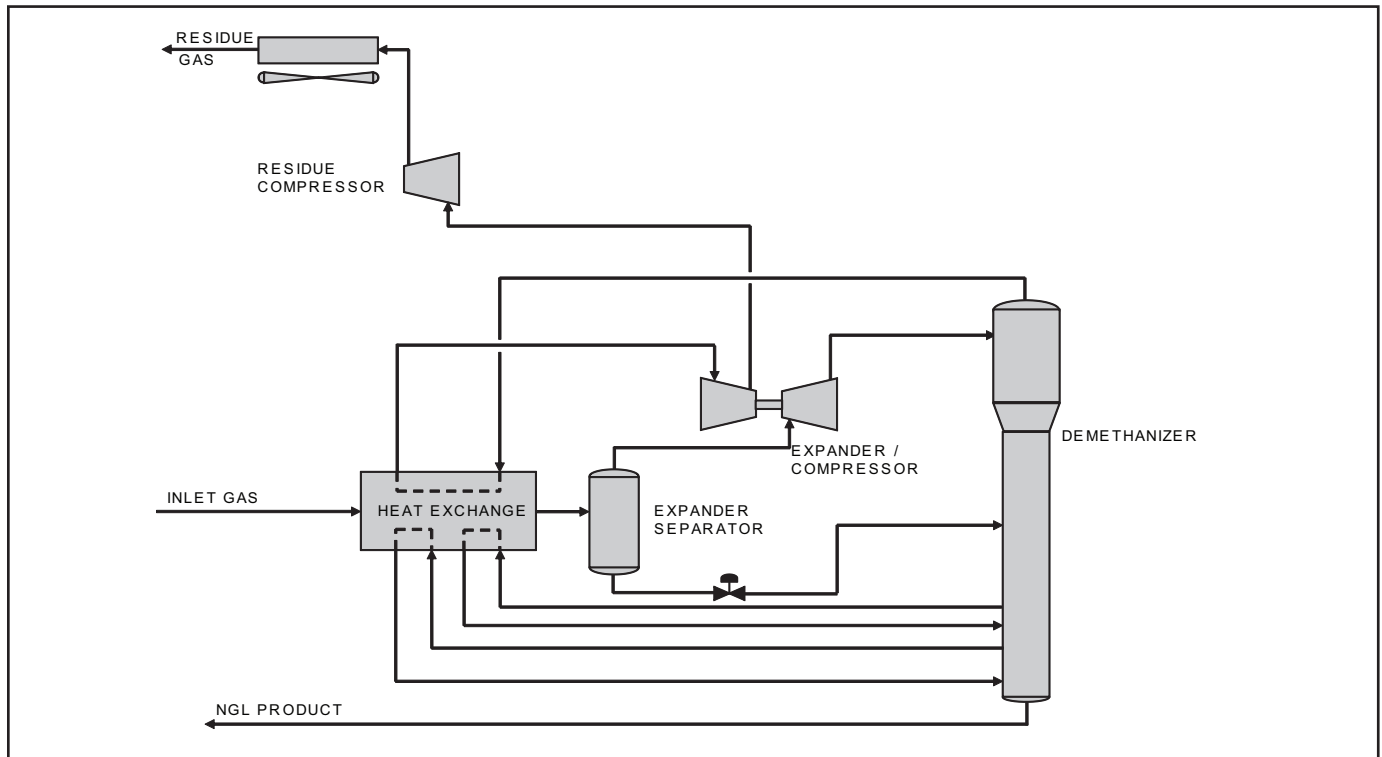 RESIDUE
GAS
RESIDUE
COMPRESSOR
DEMETHANIZER
EXPANDER /
COMPRESSOR
INLET GAS
HEAT EXCHANGE
EXPANDER
SEPARATOR
NGL PRODUCT